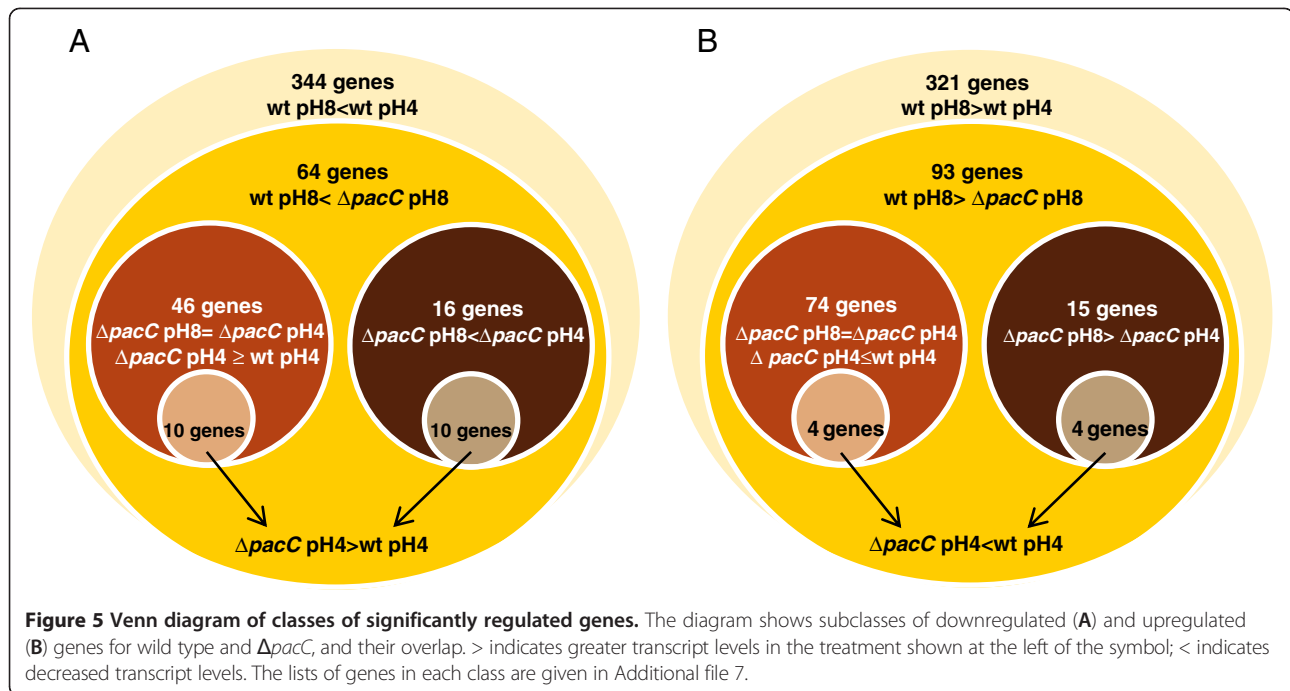 A
344 genes
wt pH8<wt pH4
64 genes
wt pH8< ΔpacC pH8
46 genes
ΔpacC pH8= ΔpacC pH4
ΔpacC pH4 ≥ wt pH4
10 genes
16 genes
ΔpacC pH8<ΔpacC pH4
10 genes
ΔpacC pH4>wt pH4
B
321 genes
wt pH8>wt pH4
93 genes
wt pH8> ΔpacC pH8
74 genes
ΔpacC pH8=ΔpacC pH4
Δ pacC pH4≤wt pH4
4 genes
15 genes
ΔpacC pH8> ΔpacC pH4
4 genes
ΔpacC pH4<wt pH4
Figure 5 Venn diagram of classes of significantly regulated genes. The diagram shows subclasses of downregulated (A) and upregulated
(B) genes for wild type and ΔpacC, and their overlap. > indicates greater transcript levels in the treatment shown at the left of the symbol; < indicates
decreased transcript levels. The lists of genes in each class are given in Additional file 7.